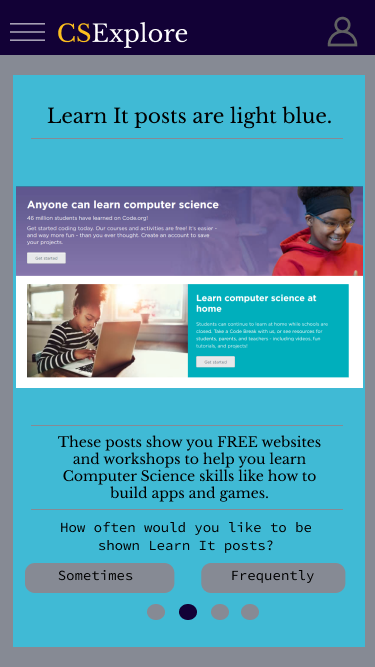 CSExplore
Learn It posts are light blue.
Anyone can learn computer science
46 million students have learned on Code.org!
Get started coding today. Our courses and activities are free! It's easier -
and way more fun - than you ever thought. Create an account to save
your projects.
Get started
Learn computer science at
home
Students can continue to learn at home while schools are
closed. Take a Code Break with us, or see resources for
students, parents, and teachers - including videos, fun
tutorials, and projects!
Get started
These posts show you FREE websites
and workshops to help you learn
Computer Science skills like how to
build apps and games.
How often would you like to be
shown Learn It posts?
Sometimes
Frequently